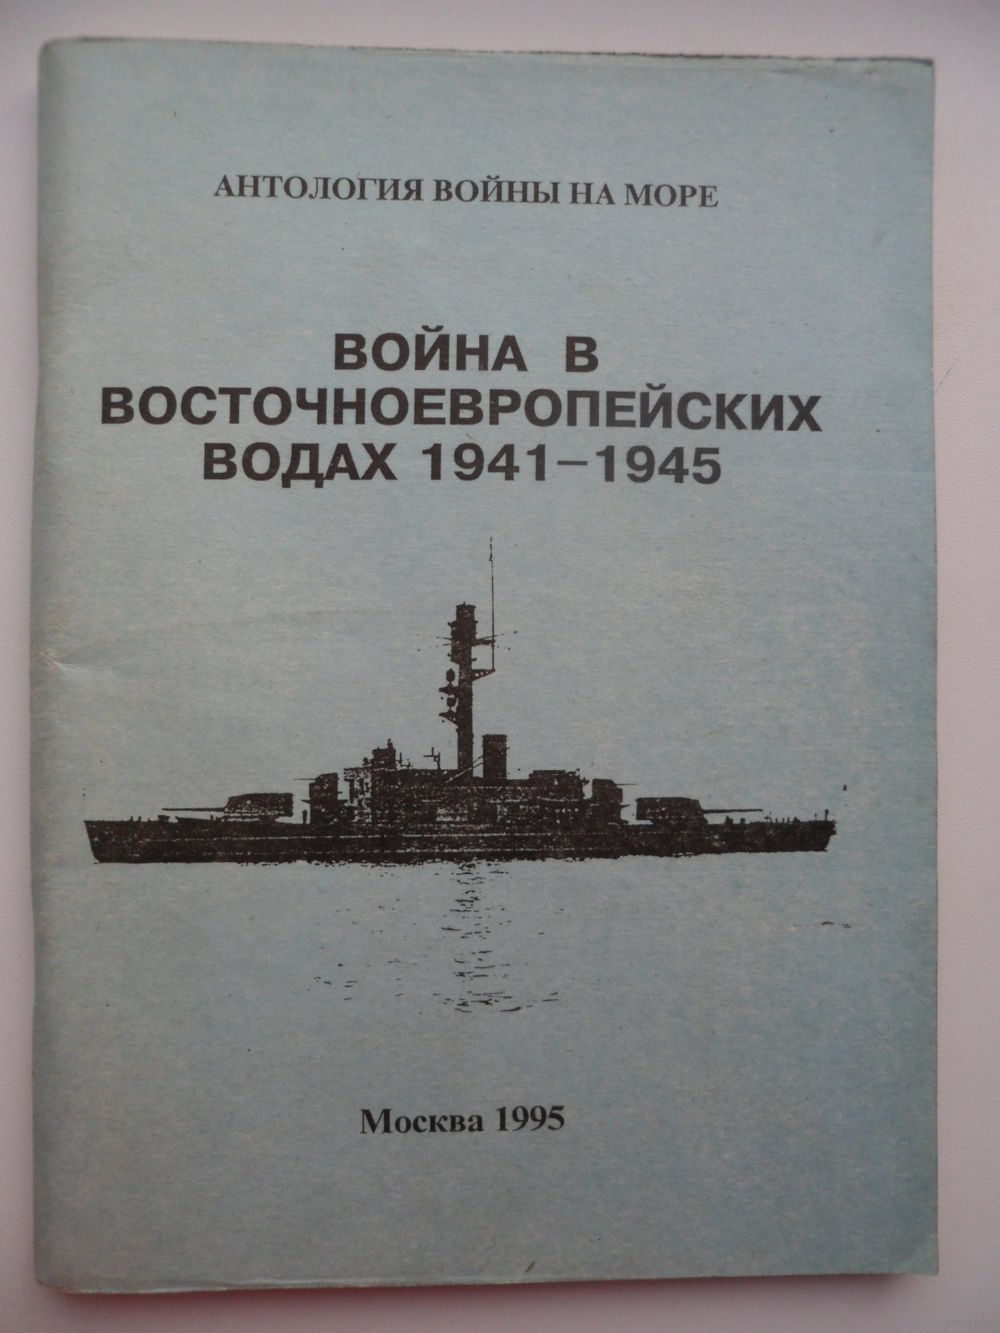 АНТОЛОГИЯ ВОЙНЫ НА МОРЕ
ВОЙНА В
ВОСТОЧНОЕВРОПЕЙСКИХ
ВОДАХ 1941–1945
Москва 1995